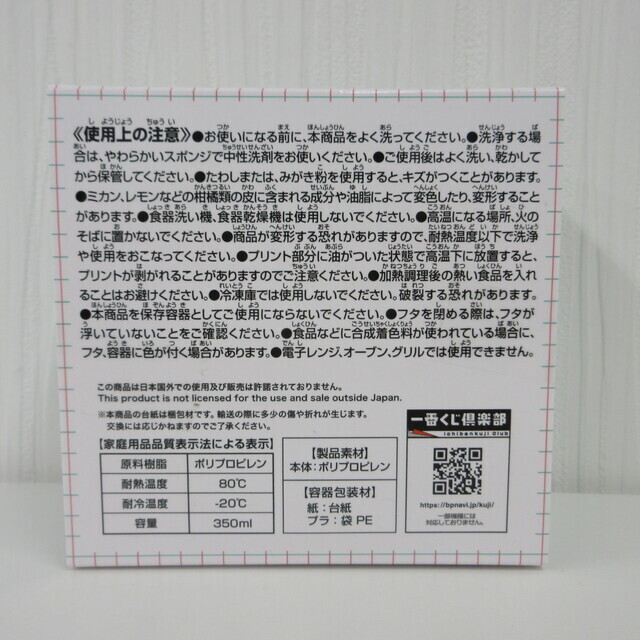 《使用上の注意》●お使いになる前に、本商品をよく洗ってください。●洗浄する場
合は、やわらかいスポンジで中性洗剤をお使いください。●ご使用後はよく洗い、乾かして
から保管してください。●たわしまたは、みがき粉を使用すると、キズがつくことがあります。
●ミカン、レモンなどの柑橘類の皮に含まれる成分や油脂によって変色したり、変形すること
があります。●食器洗い機、食器乾燥機は使用しないでください。●高温になる場所、火の
そばに置かないでください。●商品が変形する恐れがありますので、耐熱温度以下で洗浄
や使用をおこなってください。●プリント部分に油がついた状態で高温下に放置すると、
プリントが剥がれることがありますのでご注意ください。●加熱調理後の熱い食品を入れ
ることはお避けください。●冷凍庫では使用しないでください。破裂する恐れがあります。
●本商品を保存容器としてご使用にならないでください。●フタを閉める際は、フタが
浮いていないことをご確認ください。●食品などに合成着色料が使われている場合に、
フタ、容器に色が付く場合があります。●電子レンジ、オーブン、グリルでは使用できません。
この商品は日本国外での使用及び販売は許諾されておりません。
This product is not licensed for the use and sale outside Japan.
※本商品の台紙は梱包材です。輸送の際に多少の傷や折れが生じます。
交換には応じかねますのでご了承ください。
【家庭用品品質表示法による表示】
原料樹脂 ポリプロピレン
耐熱温度 80℃
耐冷温度 -20℃
容量 350ml
【製品素材】
本体:ポリプロピレン
【容器包装材】
紙:台紙
プラ:袋 PE
一番くじ倶楽部
ichibankuji Club
https://bpnavi.jp/kuji/
一部機種には
対応しておりません。